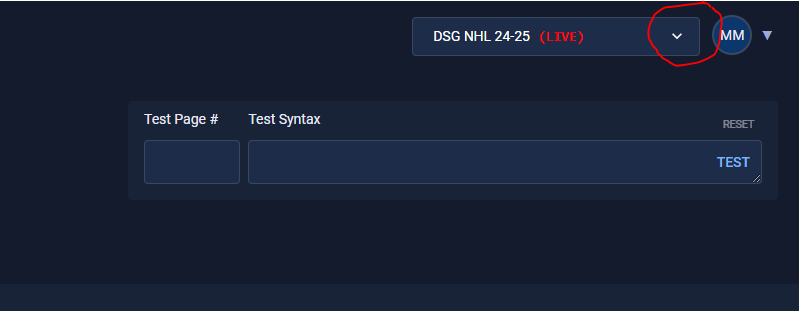 DSG NHL 24-25 (LIVE)
MM
Test Page #
Test Syntax
RESET
TEST